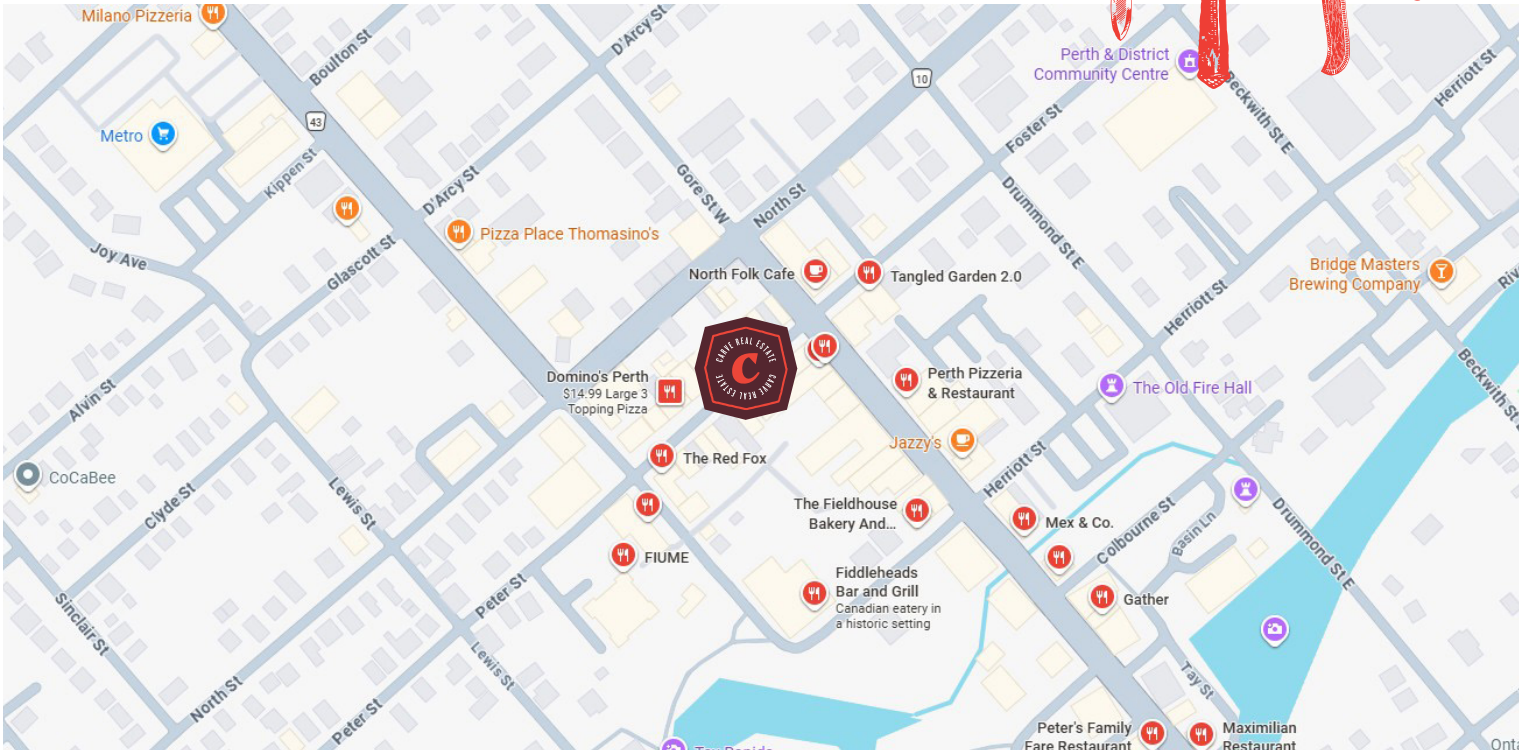 Milano Pizzeria
Boulton St
D'Arcy St
Perth & District
Community Centre
10
Herriott St
Beckwith St E
43
Metro
Kippen St
Foster St
D'Arcy St
Gore St W
North St
Drummond St E
Pizza Place Thomasino's
Joy Ave
Glascott St
North Folk Cafe
Tangled Garden 2.0
Bridge Masters
Brewing Company
Herriott St
CARVE REAL ESTATE
C
CARVE REAL ESTATE
Domino's Perth
$14.99 Large 3
Topping Pizza
Perth Pizzeria
& Restaurant
The Old Fire Hall
Beckwith St E
Alvin St
Jazzy's
The Red Fox
Herriott St
CoCaBee
Clyde St
Lewis St
The Fieldhouse
Bakery And...
Mex & Co.
Colbourne St
Basin Ln
Drummond St E
FIUME
Fiddleheads
Bar and Grill
Canadian eatery in
a historic setting
Gather
Peter St
Sinclair St
Lewis St
Tay St
North St
Peter St
Peter's Family
Fare Restaurant
Maximilian
Restaurant